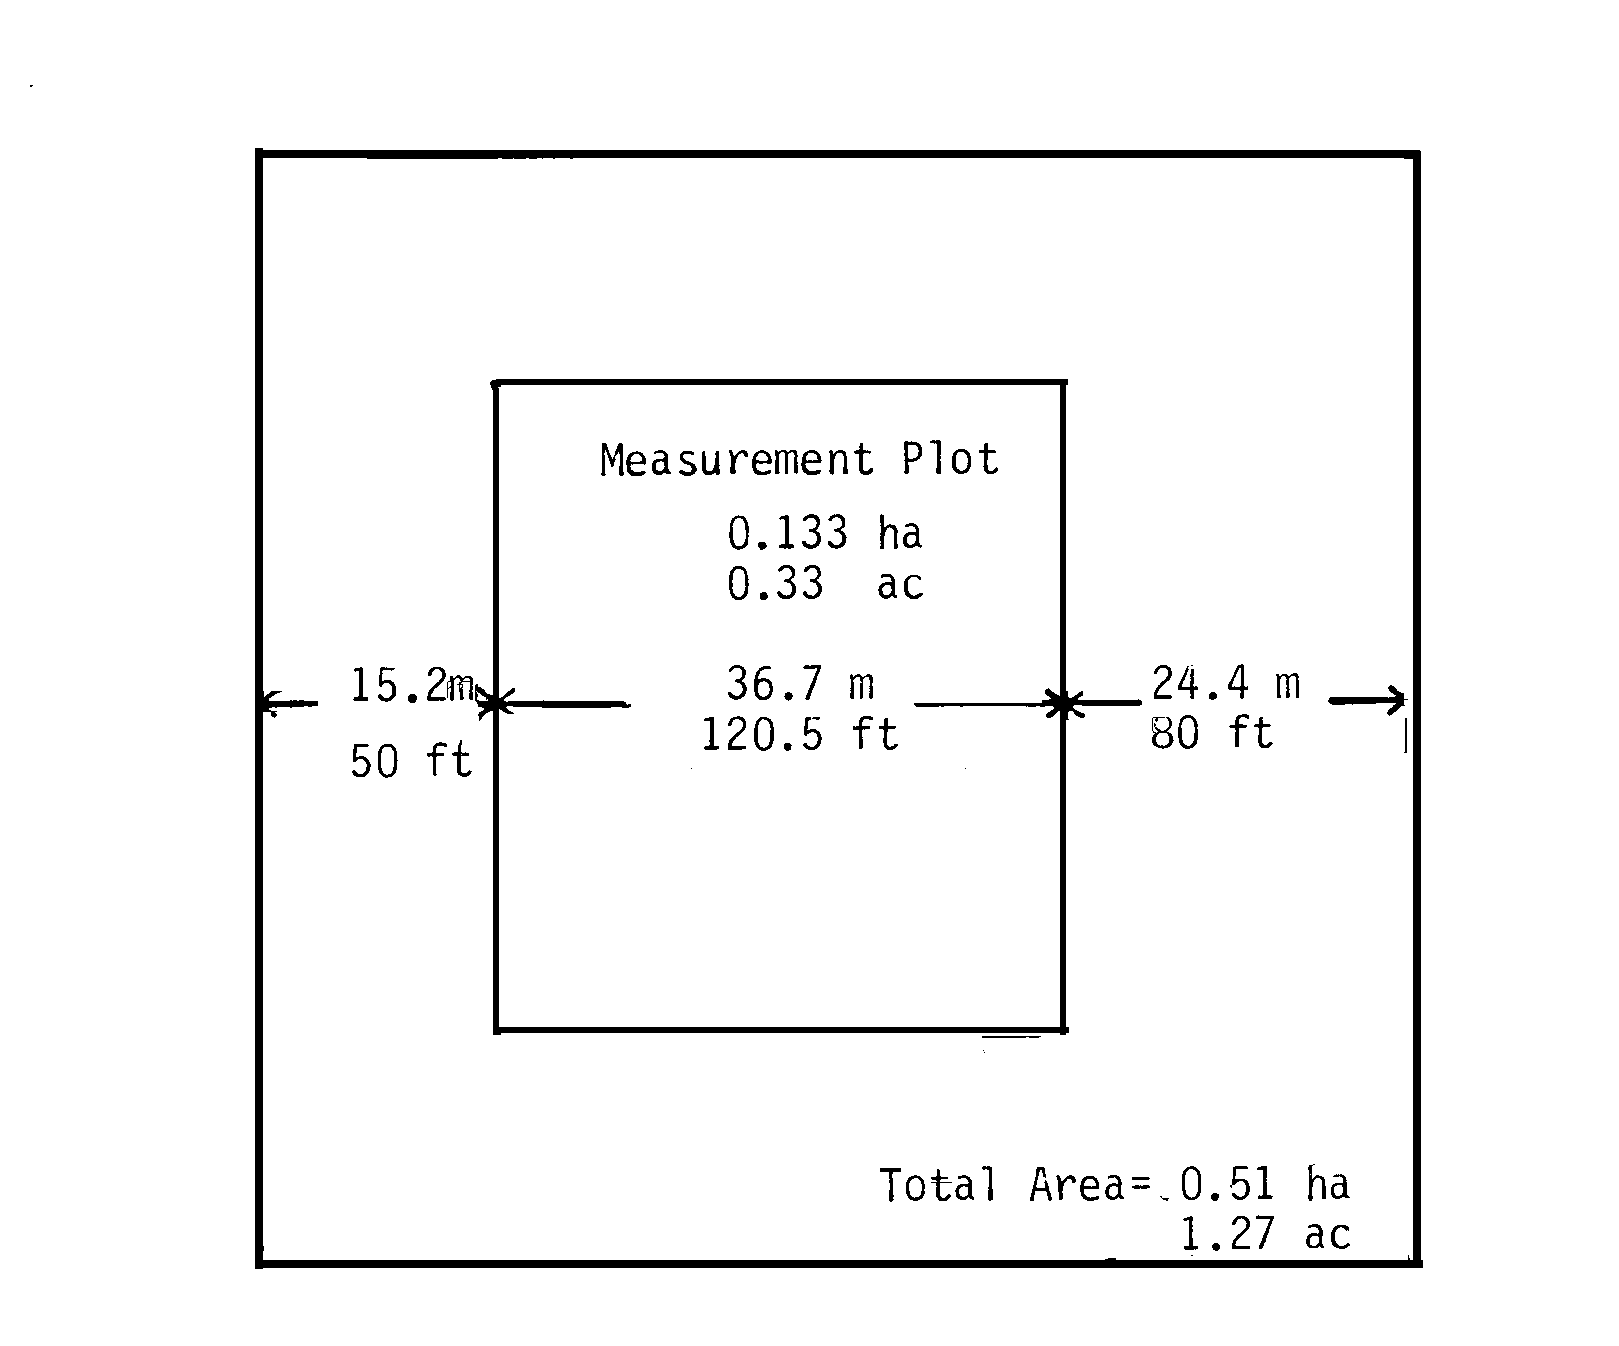 Measurement Plot
0.133 ha
0.33 ac
15.2m
50 ft
36.7 m
120.5 ft
24.4 m
80 ft
Total Area= 0.51 ha
1.27 ac